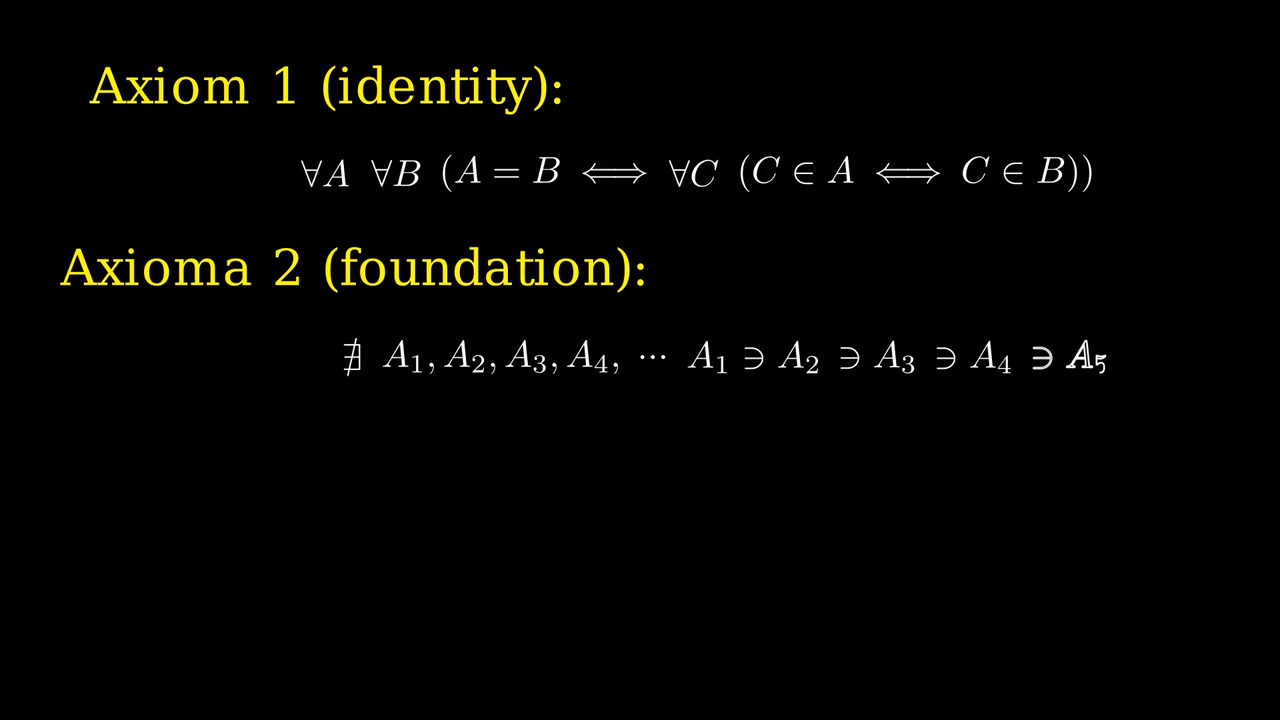 Axiom 1 (identity):
∀A ∀B (A = B ⟺ ∀C (C ∈ A ⟺ C ∈ B))
Axioma 2 (foundation):
∄ A₁, A₂, A₃, A₄, ⋯ A₁ ∋ A₂ ∋ A₃ ∋ A₄ ∋ A₅